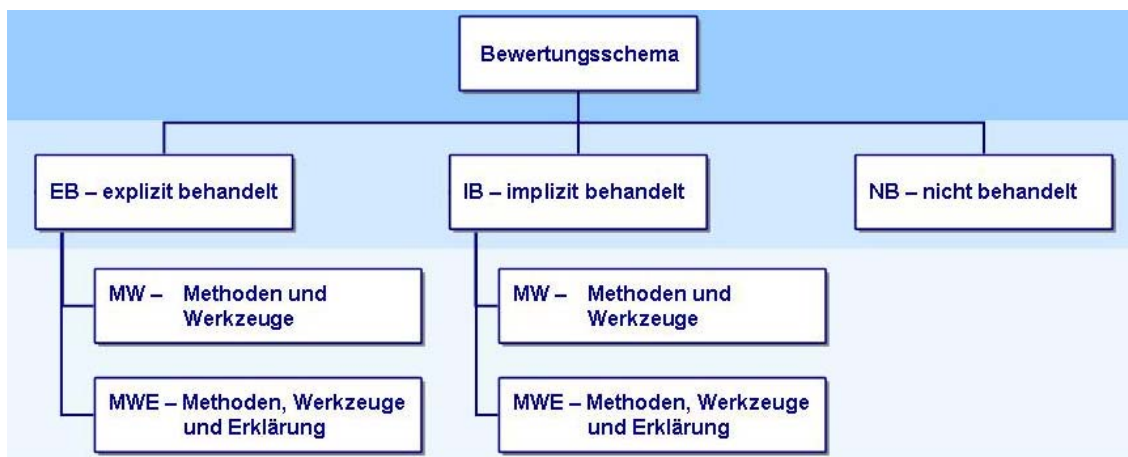 Bewertungsschema
EB – explizit behandelt
IB – implizit behandelt
NB – nicht behandelt
MW – Methoden und
Werkzeuge
MW – Methoden und
Werkzeuge
MWE – Methoden, Werkzeuge
und Erklärung
MWE – Methoden, Werkzeuge
und Erklärung